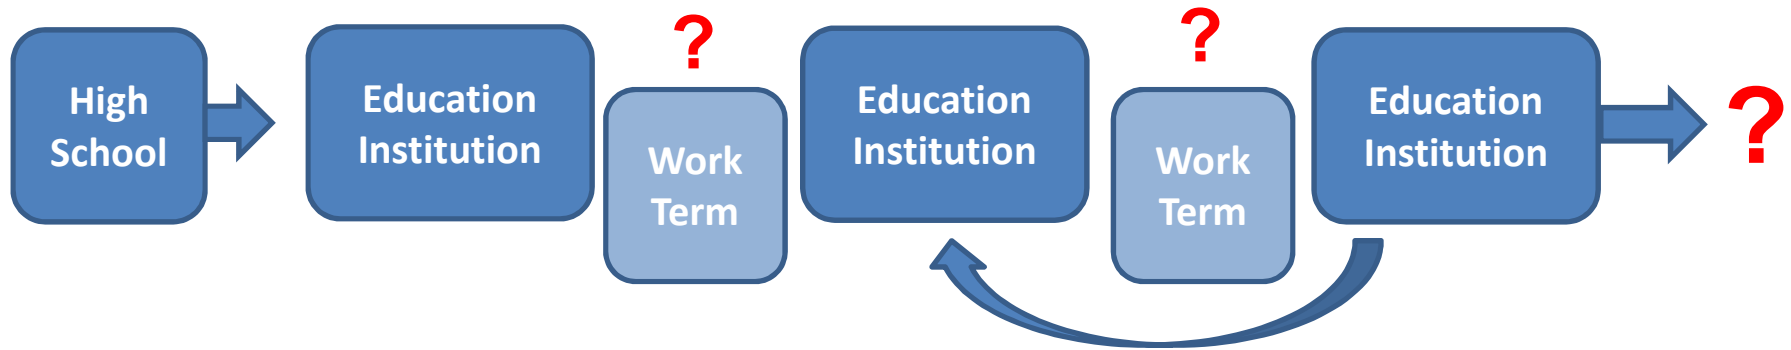 High
School
Education
Institution
?
Work
Term
Education
Institution
?
Work
Term
Education
Institution
?